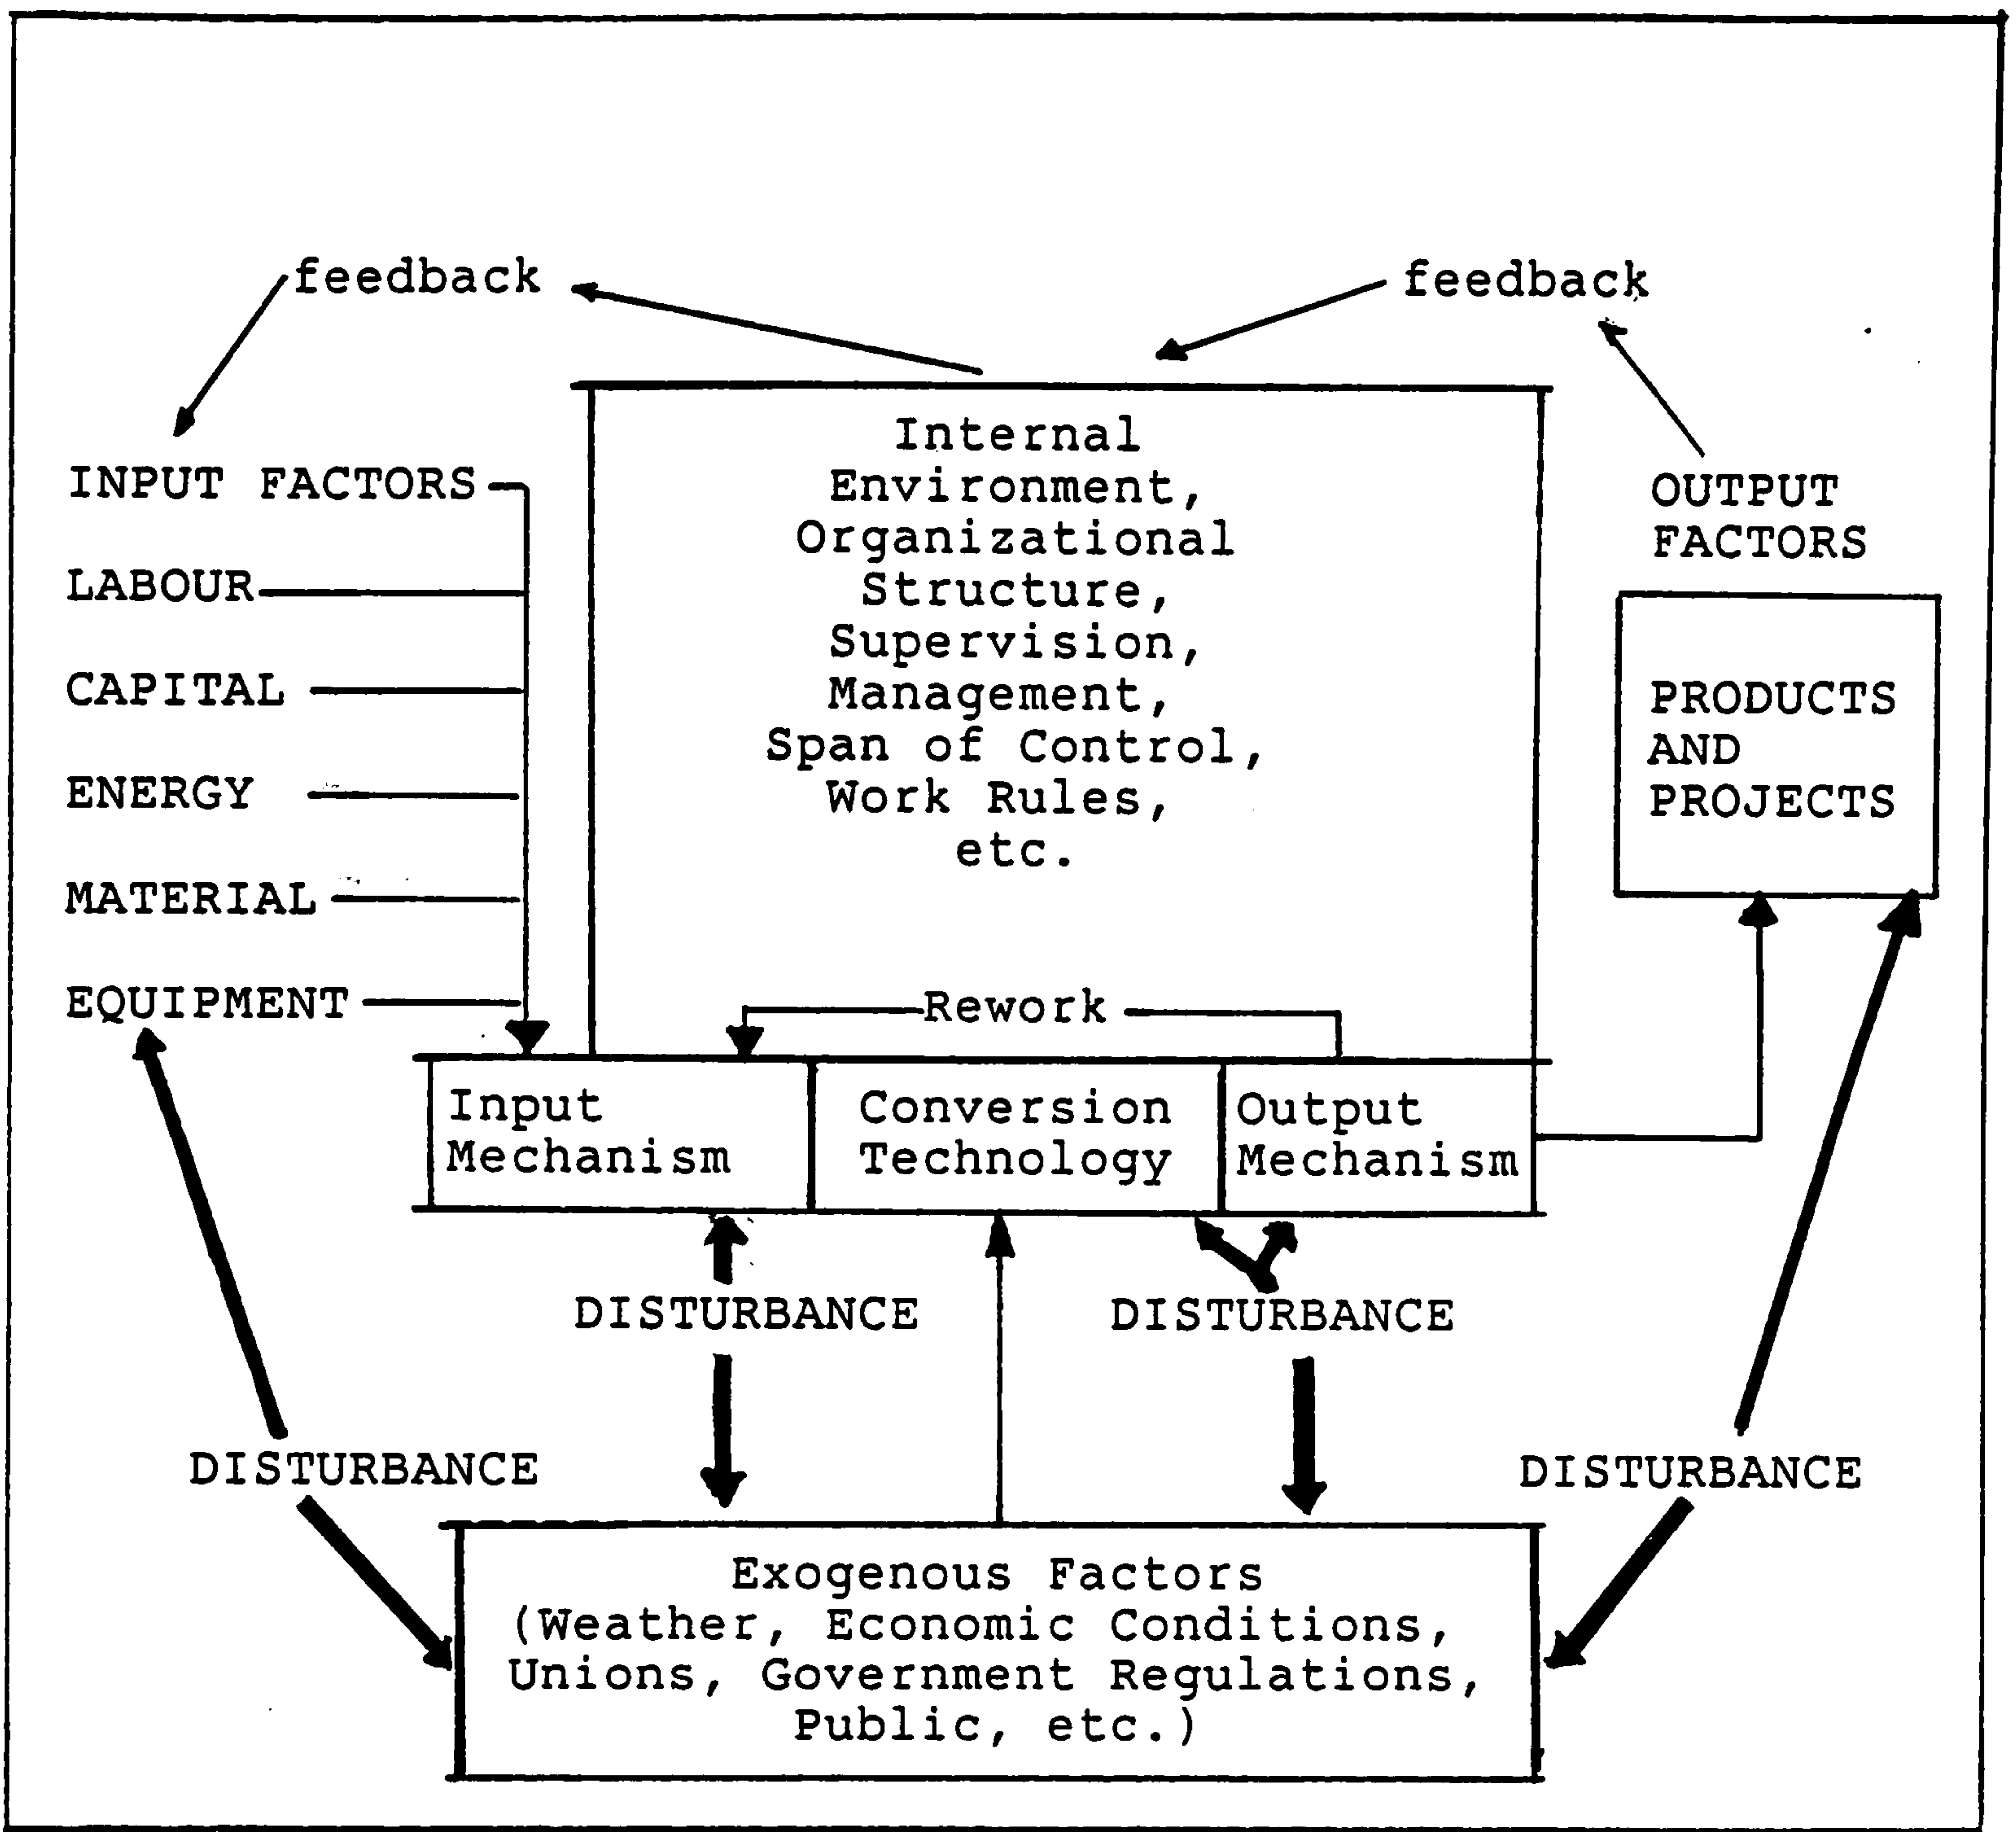 feedback
feedback
INPUT FACTORS
LABOUR
CAPITAL
ENERGY
MATERIAL
EQUIPMENT
Internal
Environment,
Organizational
Structure,
Supervision,
Management,
Span of Control,
Work Rules,
etc.
Rework
OUTPUT
FACTORS
PRODUCTS
AND
PROJECTS
Input
Mechanism
Conversion
Technology
Output
Mechanism
DISTURBANCE
DISTURBANCE
DISTURBANCE
DISTURBANCE
Exogenous Factors
(Weather, Economic Conditions,
Unions, Government Regulations,
Public, etc.)